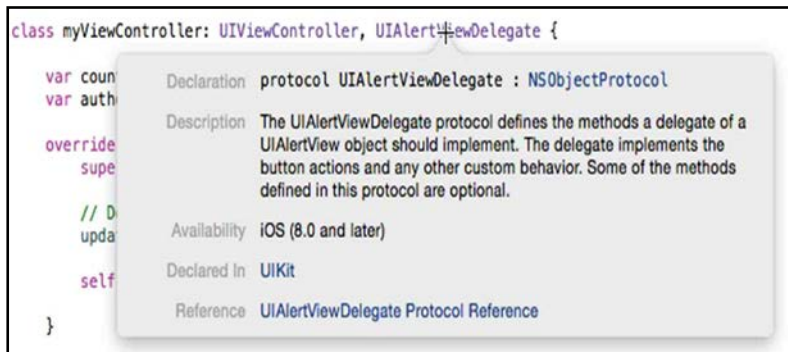 class myViewController: UIViewController, UIAlertViewDelegate {
var coun
var auth
override
supe
// D
upda
self
}
Declaration protocol UIAlertViewDelegate : NSObjectProtocol
Description The UIAlertViewDelegate protocol defines the methods a delegate of a
UIAlertView object should implement. The delegate implements the
button actions and any other custom behavior. Some of the methods
defined in this protocol are optional.
Availability iOS (8.0 and later)
Declared In UIKit
Reference UIAlertViewDelegate Protocol Reference